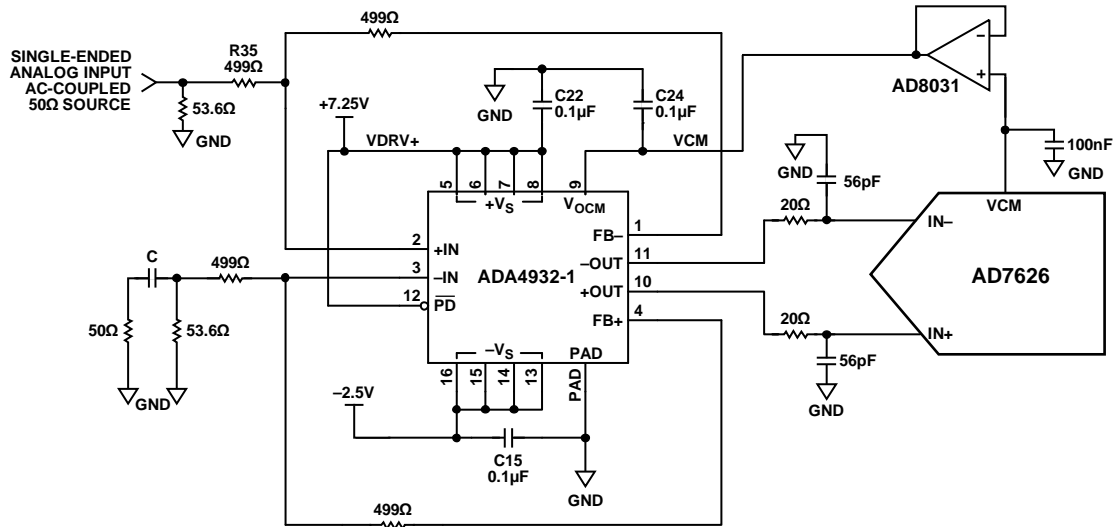 499Ω
SINGLE-ENDED
ANALOG INPUT
AC-COUPLED
50Ω SOURCE
R35
499Ω
53.6Ω
GND
+7.25V
VDRV+
GND
C22
0.1µF
C24
0.1µF
VCM
AD8031
–
+
100nF
GND
GND
56pF
5
6
7
8
9
+VS
VOCM
20Ω
VCM
IN–
FB–
1
2
+IN
–OUT
11
3
–IN
ADA4932-1
AD7626
C
499Ω
+OUT
10
12
PD
FB+
4
20Ω
IN+
50Ω
53.6Ω
56pF
–VS
PAD
16
15
14
13
PAD
GND
GND
–2.5V
C15
0.1µF
GND
499Ω